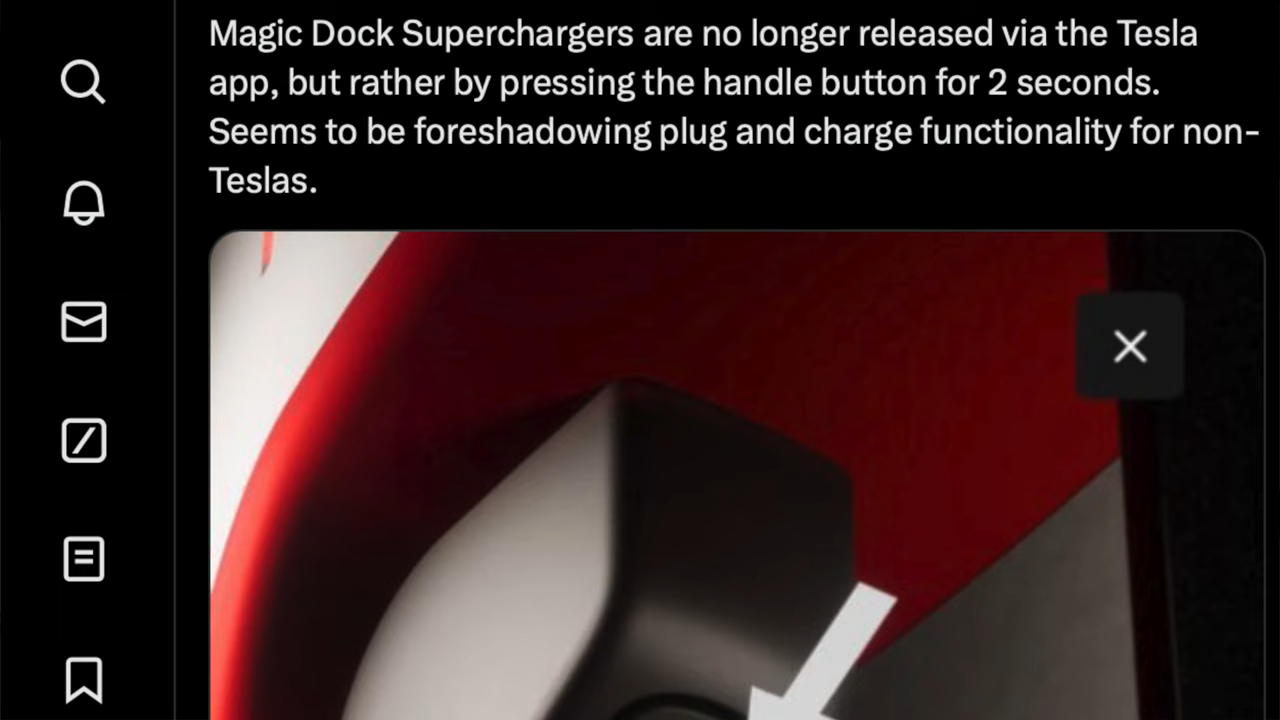 Magic Dock Superchargers are no longer released via the Tesla
app, but rather by pressing the handle button for 2 seconds.
Seems to be foreshadowing plug and charge functionality for non-
Teslas.